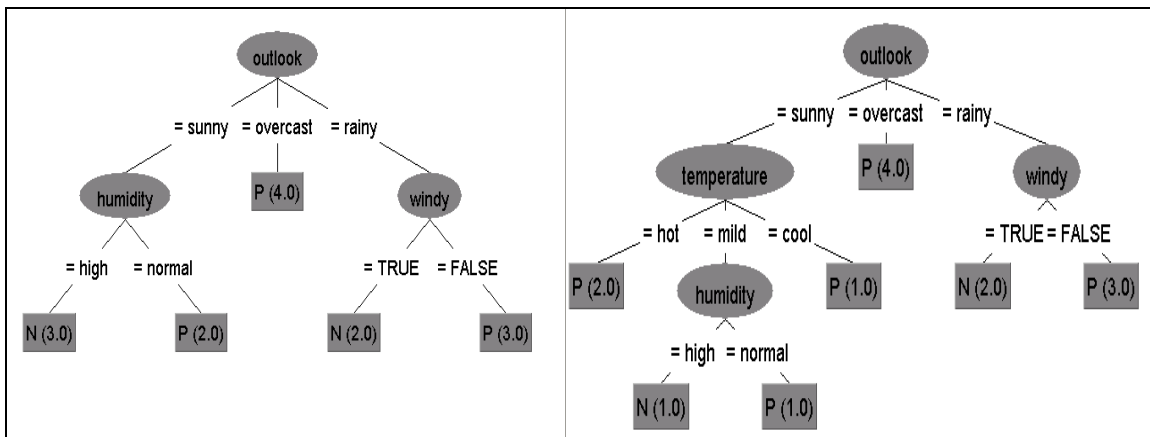 outlook
= sunny = overcast = rainy
humidity
P (4.0)
windy
= high = normal
= TRUE = FALSE
N (3.0)
P (2.0)
N (2.0)
P (3.0)
outlook
= sunny = overcast = rainy
temperature
P (4.0)
windy
= hot = mild = cool
= TRUE = FALSE
P (2.0)
humidity
P (1.0)
N (2.0)
P (3.0)
= high = normal
N (1.0)
P (1.0)